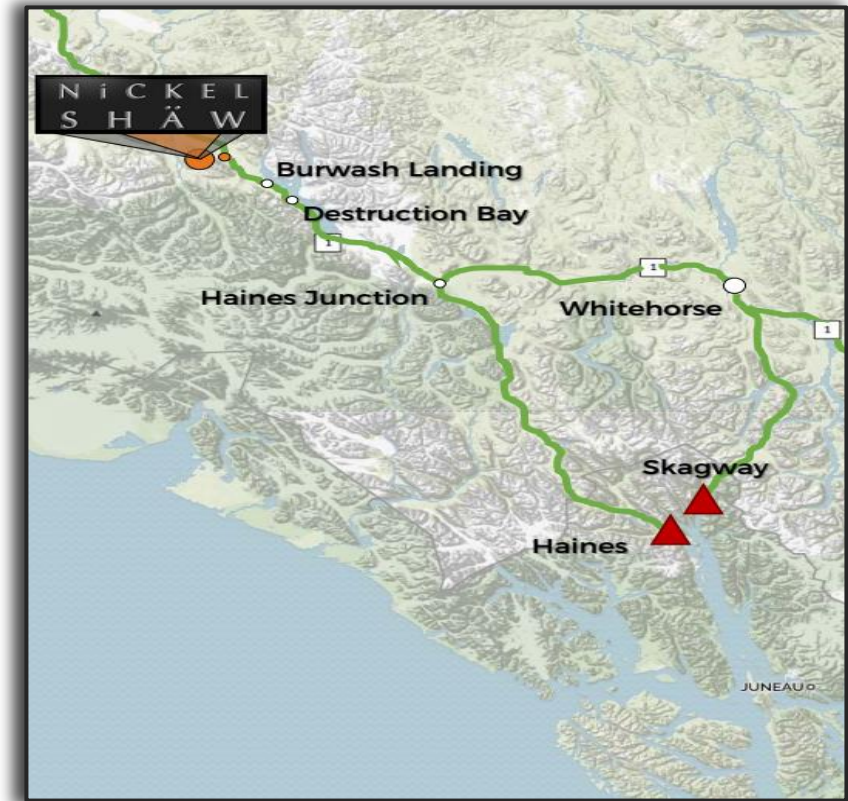 NiCKEL
SHÄW
Burwash Landing
Destruction Bay
1
Haines Junction
1
Whitehorse
1
Skagway
Haines
JUNEAU